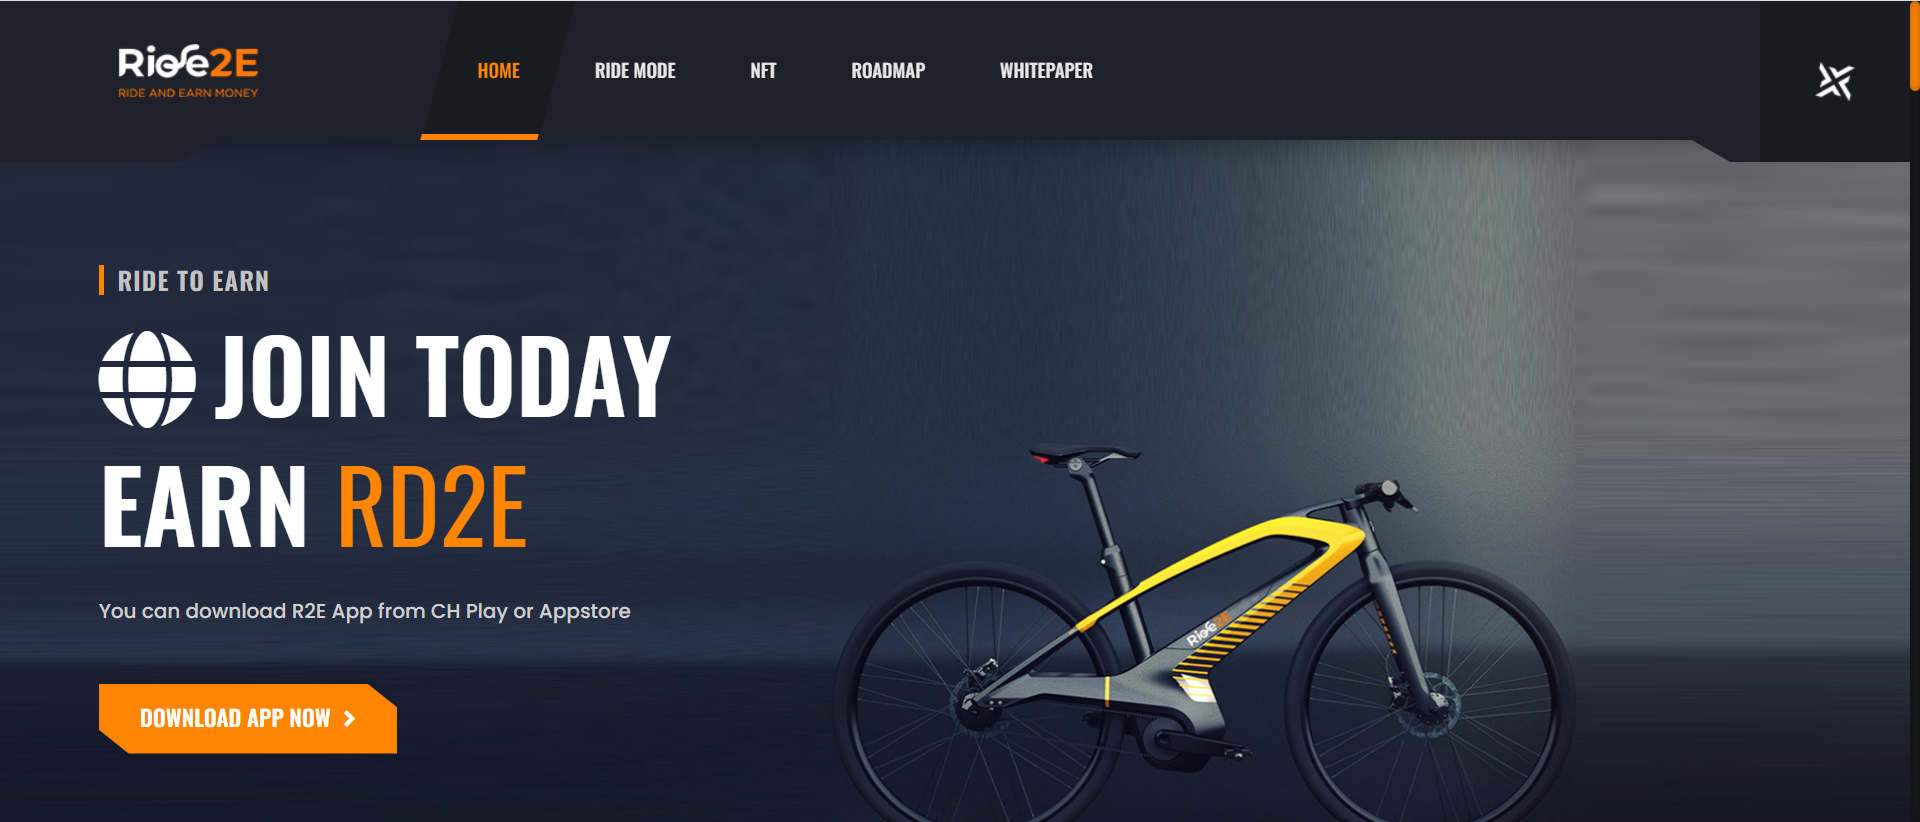 Ride2E
RIDE AND EARN MONEY
HOME
RIDE MODE
NFT
ROADMAP
WHITEPAPER
RIDE TO EARN
JOIN TODAY
EARN RD2E
You can download R2E App from CH Play or Appstore
DOWNLOAD APP NOW
Ride2E